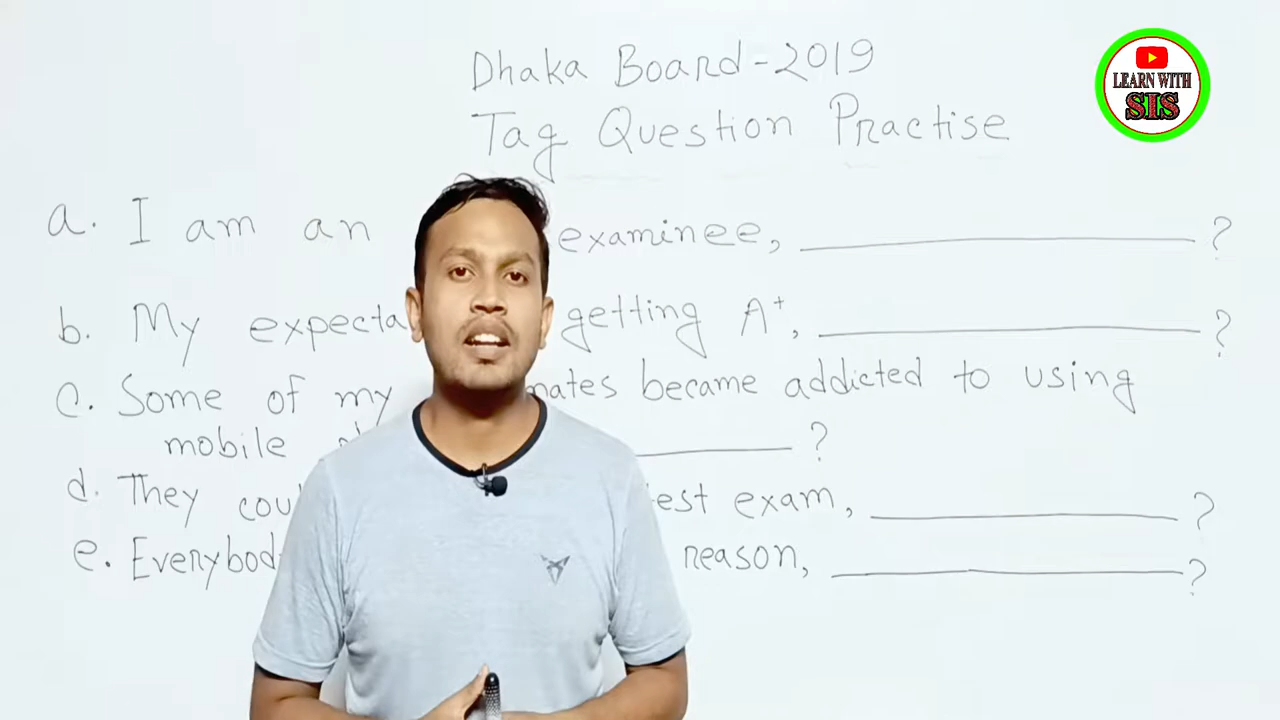 Dhaka Board-2019
Tag Question Practise
LEARN WITH
SIS
a. I am an examinee, ?
b. My expecta getting A+, ?
c. Some of my mates became addicted to using
mobile ?
d. They cou est exam, ?
e. Everybod reason, ?